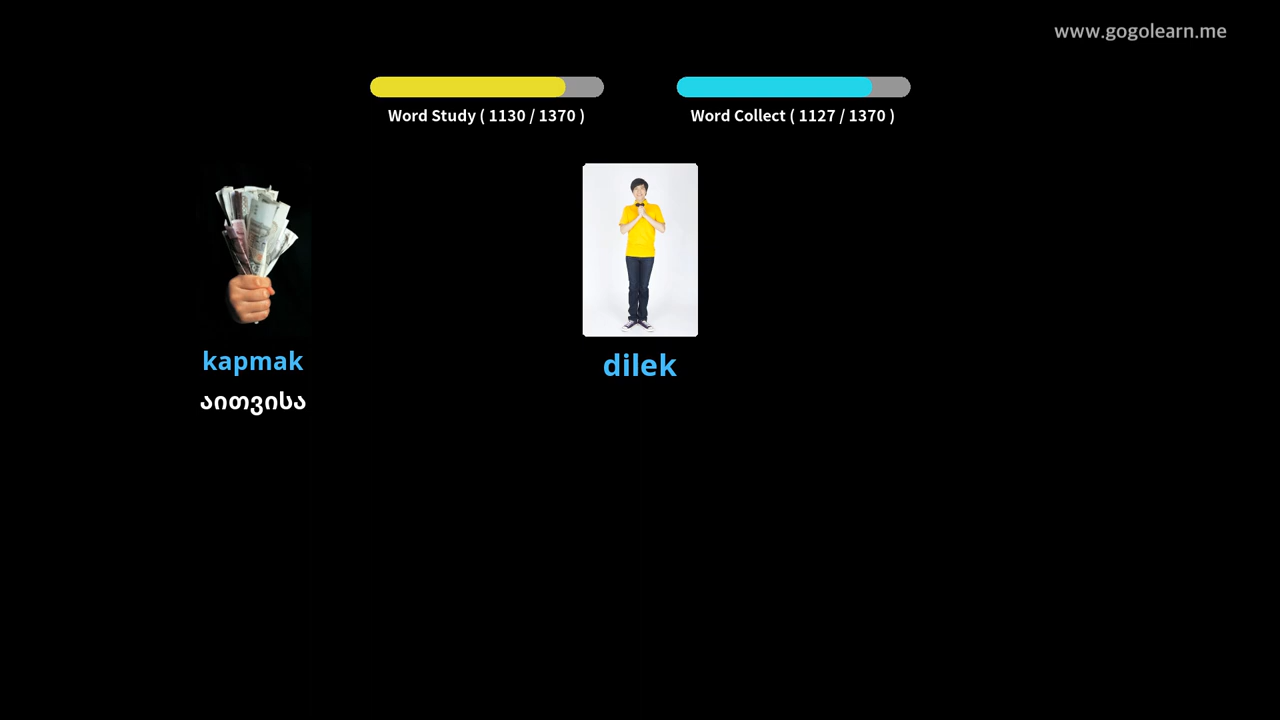 www.gogolearn.me
Word Study ( 1130 / 1370 )
Word Collect ( 1127 / 1370 )
kapmak
აითვისა
dilek